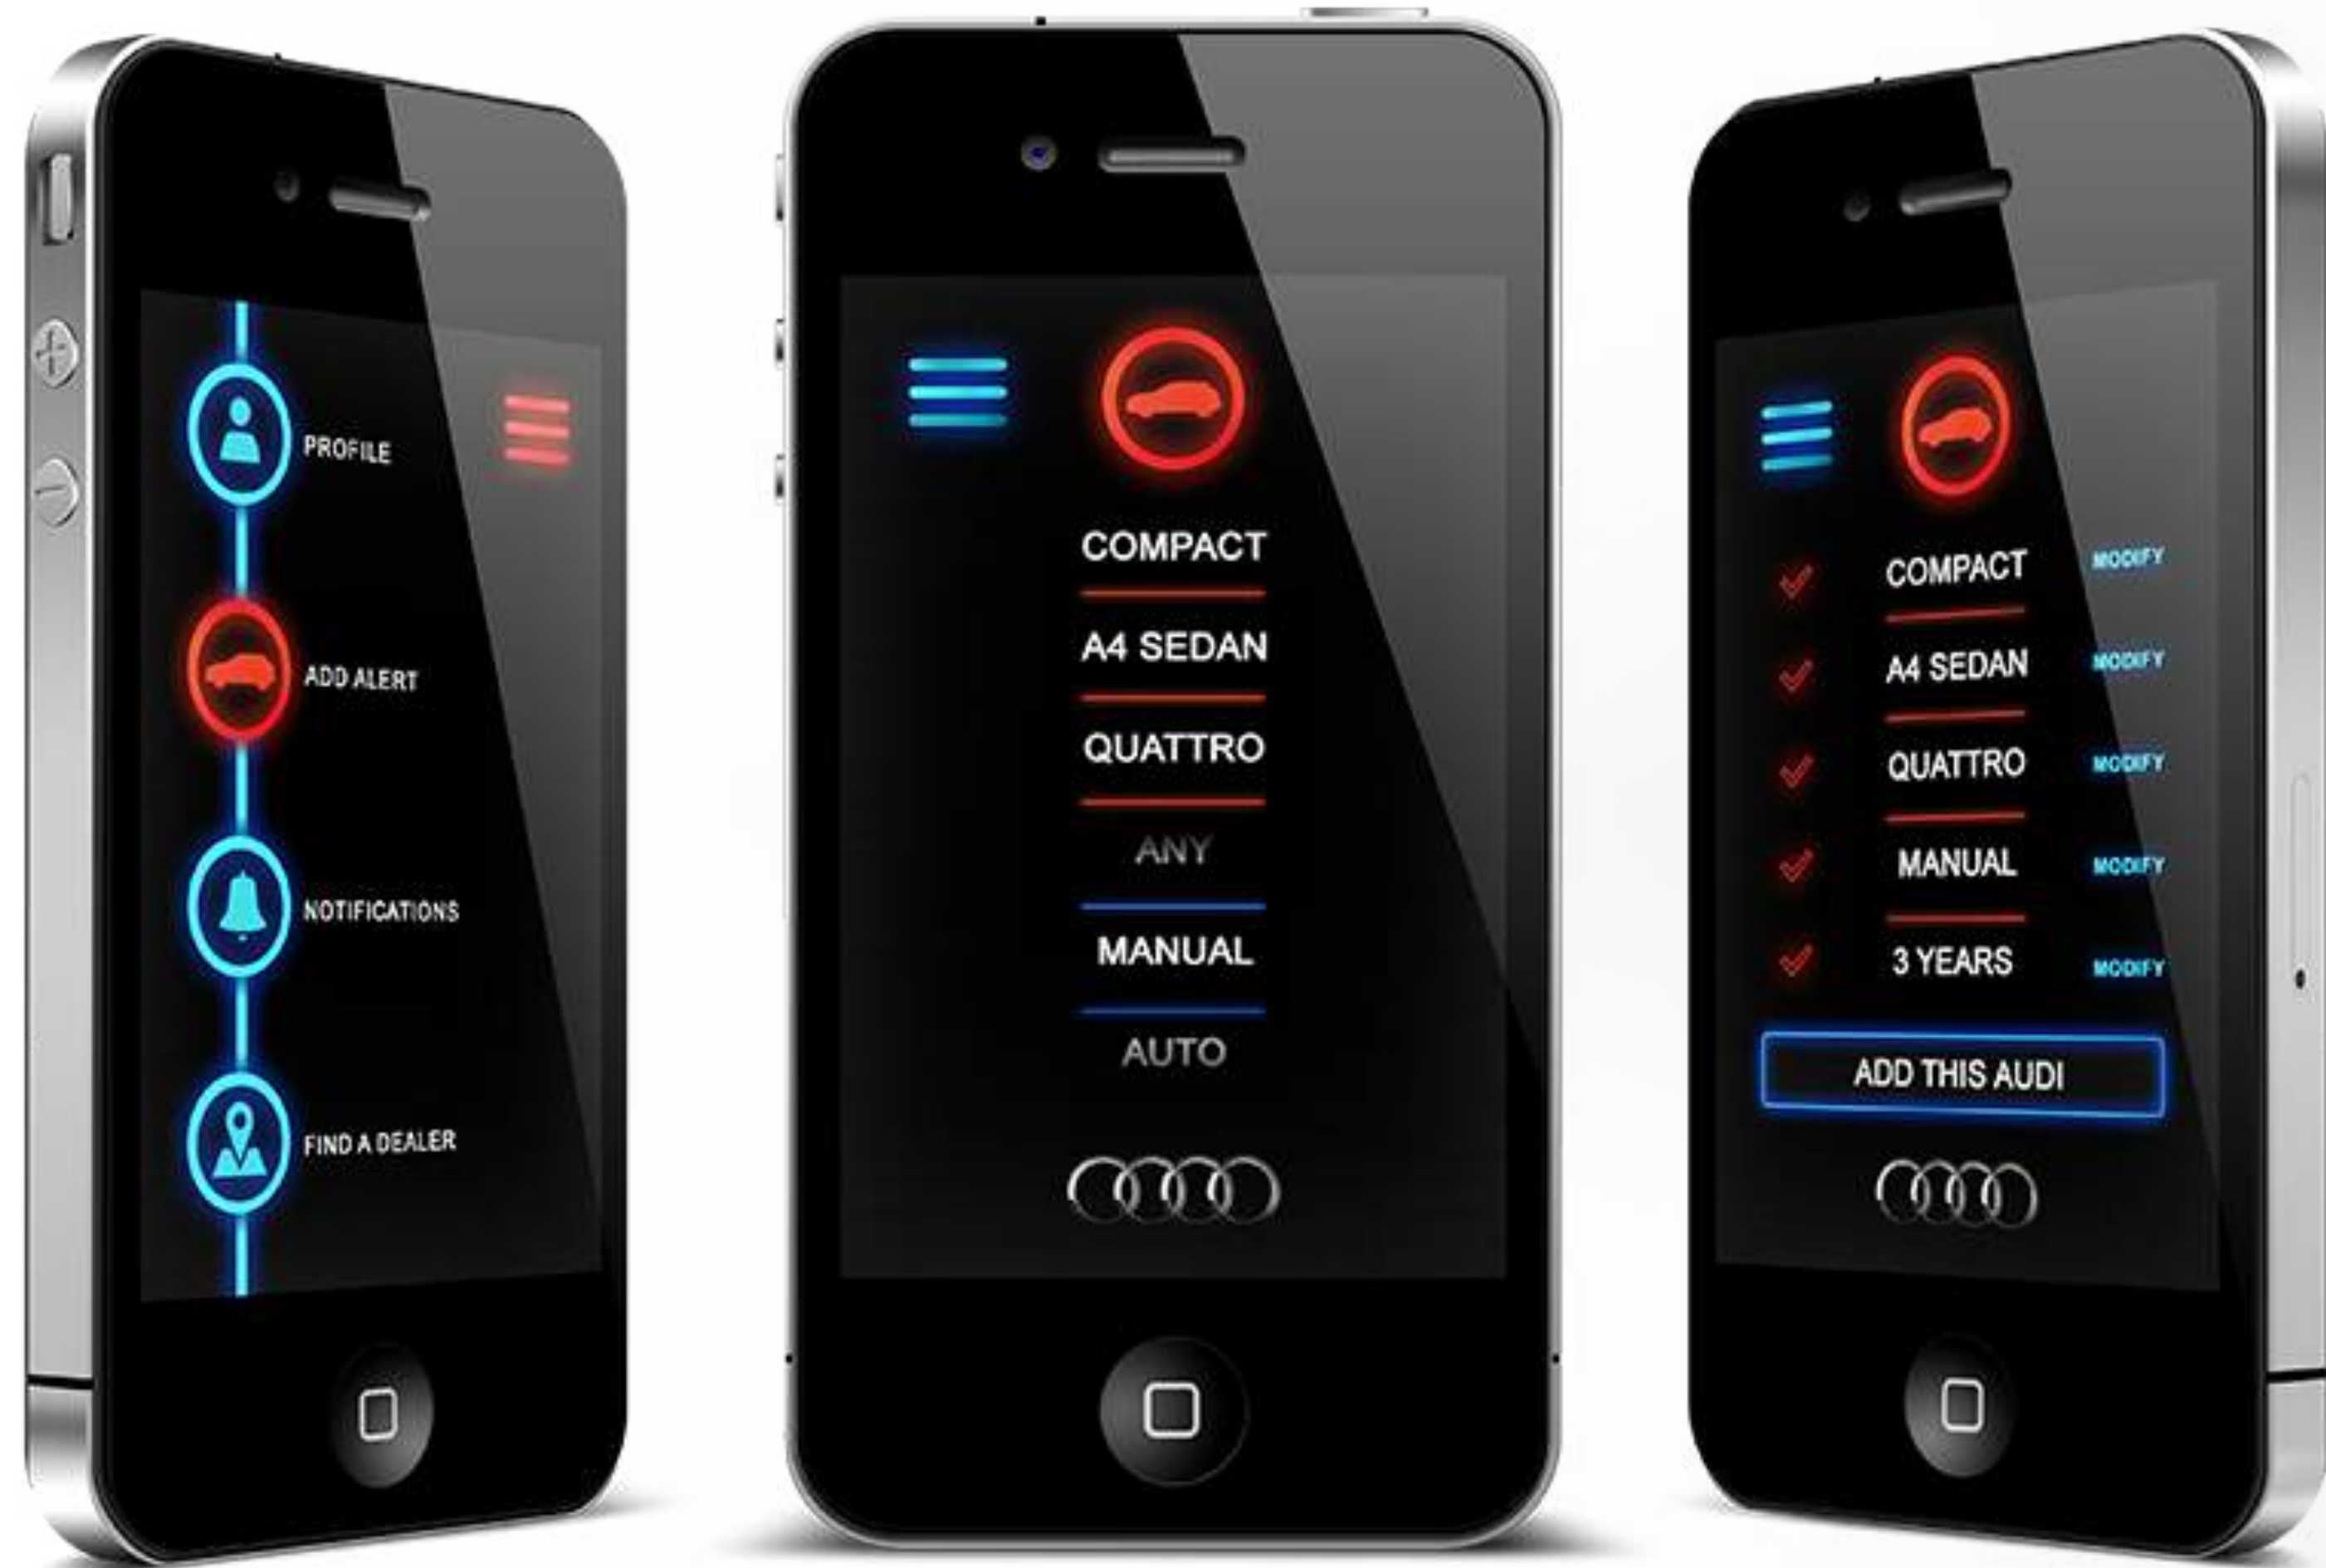 PROFILE
ADD ALERT
NOTIFICATIONS
FIND A DEALER
COMPACT
A4 SEDAN
QUATTRO
ANY
MANUAL
AUTO
COMPACT MODIFY
A4 SEDAN MODIFY
QUATTRO MODIFY
MANUAL MODIFY
3 YEARS MODIFY
ADD THIS AUDI